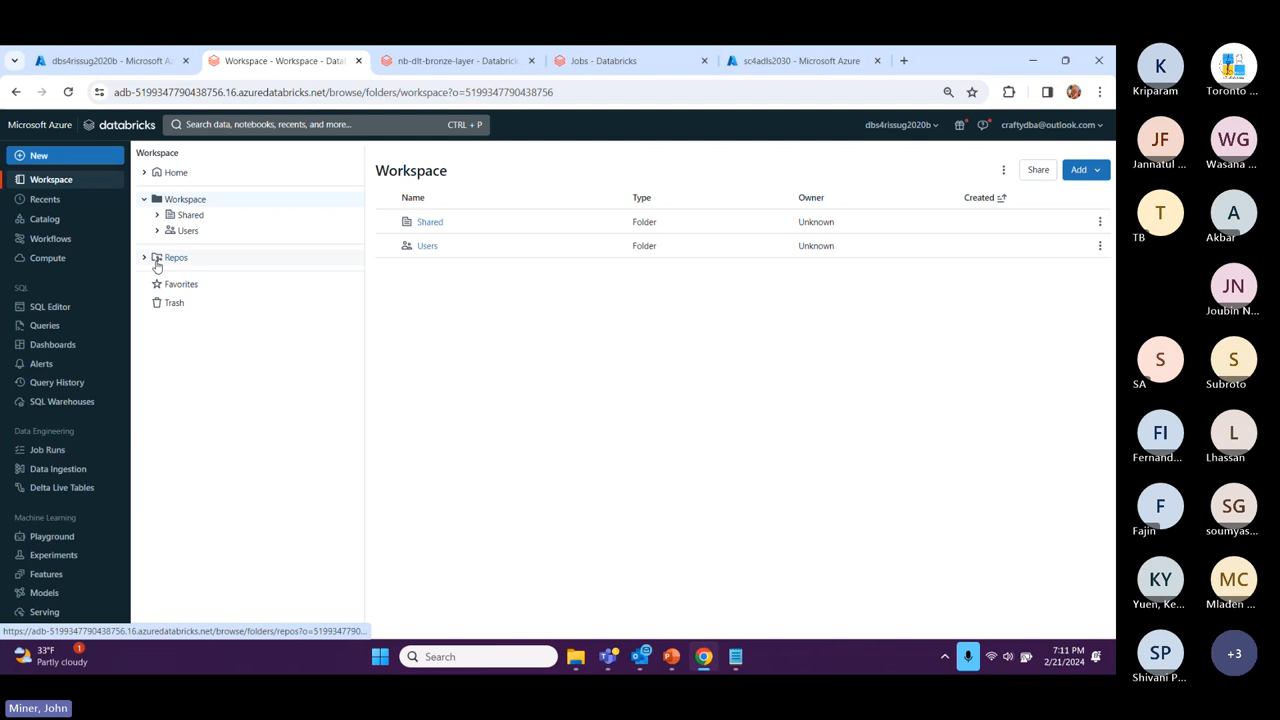 dbs4rissug2020b - Microsoft A
Workspace - Workspace - Data
nb-dlt-bronze-layer - Databrick
Jobs - Databricks
sc4adls2030 - Microsoft Azure
adb-5199347790438756.16.azuredatabricks.net/browse/folders/workspace?o=5199347790438756
Microsoft Azure
databricks
Search data, notebooks, recents, and more...
CTRL + P
dbs4rissug2020b
craftydba@outlook.com
New
Workspace
Recents
Catalog
Workflows
Compute
SQL
SQL Editor
Queries
Dashboards
Alerts
Query History
SQL Warehouses
Data Engineering
Job Runs
Data Ingestion
Delta Live Tables
Machine Learning
Playground
Experiments
Features
Models
Serving
Workspace
Home
Workspace
Shared
Users
Repos
Favorites
Trash
Workspace
Share
Add
Name
Type
Owner
Created
Shared
Folder
Unknown
Users
Folder
Unknown
https://adb-5199347790438756.16.azuredatabricks.net/browse/folders/repos?o=5199347790...
1
33°F
Partly cloudy
Search
7:11 PM
2/21/2024
K
Kriparam
Toronto ...
JF
Jannatul ...
WG
Wasana ...
T
TB
A
Akbar
JN
Joubin N...
S
SA
S
Subroto
FI
Fernand...
L
Lhassan
F
Fajin
SG
soumyas...
KY
Yuen, Ke...
MC
Mladen ...
SP
Shivani P...
+3
Miner, John